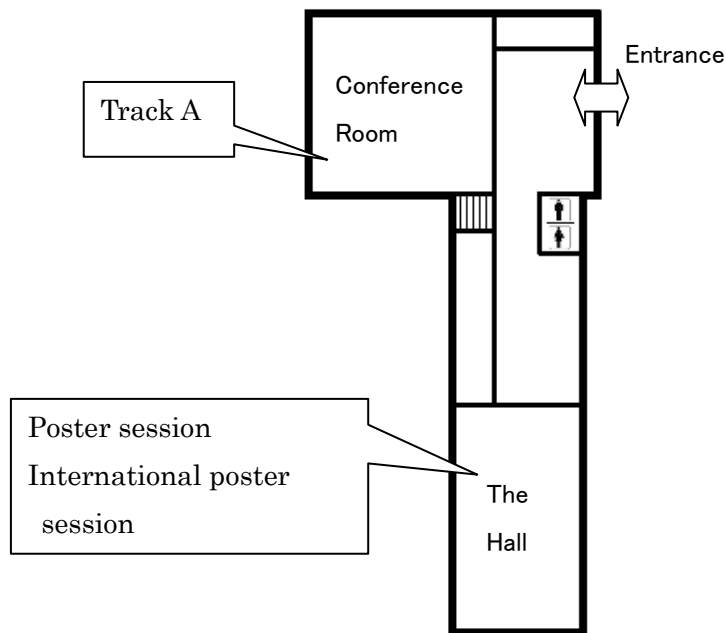 Entrance
Conference
Room
Track A
Poster session
International poster
session
The
Hall